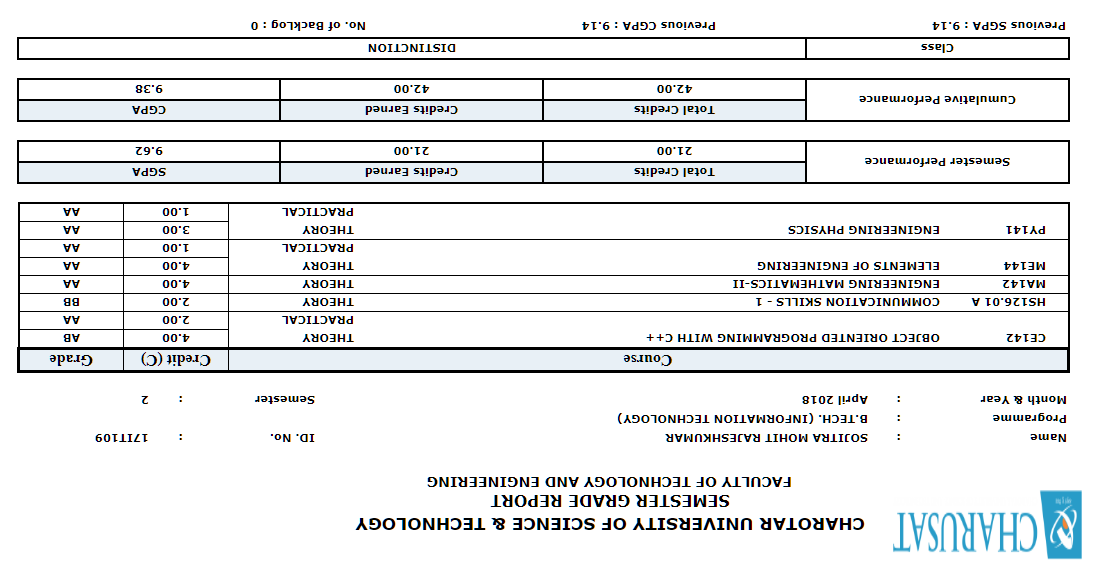 CHARUSAT
CHAROTAR UNIVERSITY OF SCIENCE & TECHNOLOGY
SEMESTER GRADE REPORT
FACULTY OF TECHNOLOGY AND ENGINEERING
Name : SOJITRA MOHIT RAJESHKUMAR ID. No. : 17IT109
Programme : B.TECH. (INFORMATION TECHNOLOGY)
Month & Year : April 2018 Semester : 2
Course Credit (C) Grade
CE142 OBJECT ORIENTED PROGRAMMING WITH C++ THEORY 4.00 AB
PRACTICAL 2.00 AA
HS126.01 A COMMUNICATION SKILLS - 1 THEORY 2.00 BB
MA142 ENGINEERING MATHEMATICS-II THEORY 4.00 AA
ME144 ELEMENTS OF ENGINEERING THEORY 4.00 AA
PRACTICAL 1.00 AA
PY141 ENGINEERING PHYSICS THEORY 3.00 AA
PRACTICAL 1.00 AA
Semester Performance Total Credits Credits Earned SGPA
21.00 21.00 9.62
Cumulative Performance Total Credits Credits Earned CGPA
42.00 42.00 9.38
Class DISTINCTION
Previous SGPA : 9.14 Previous CGPA : 9.14 No. of BackLog : 0